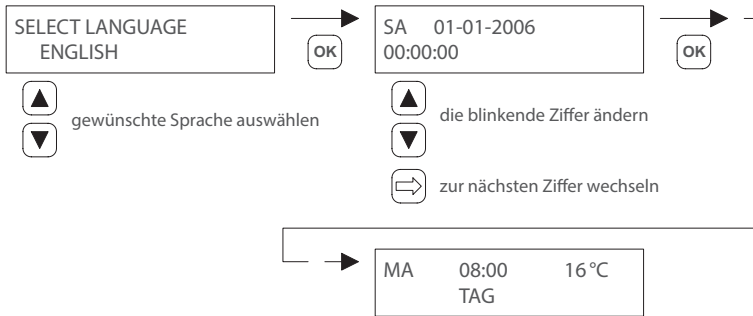 SELECT LANGUAGE
ENGLISH
OK
SA 01-01-2006
00:00:00
OK
gewünschte Sprache auswählen
die blinkende Ziffer ändern
zur nächsten Ziffer wechseln
MA 08:00 16 °C
TAG